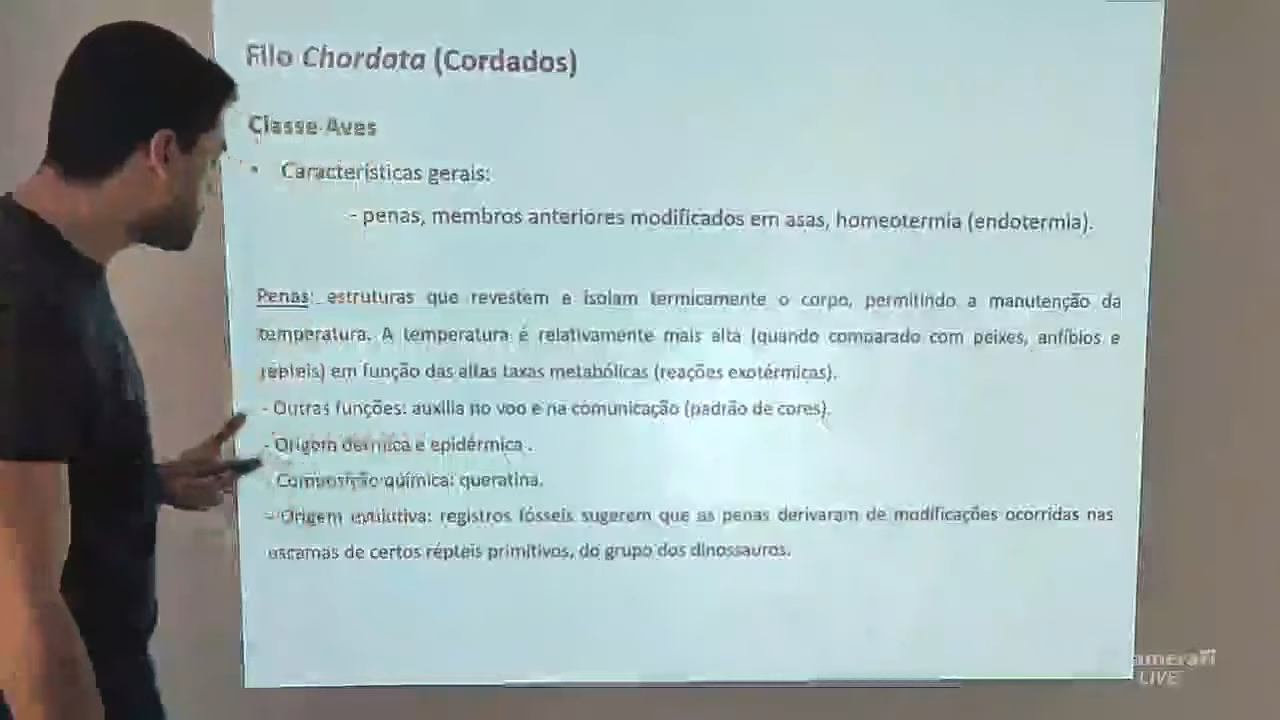 Filo Chordata (Cordados)
Classe Aves
• Características gerais:
- penas, membros anteriores modificados em asas, homeotermia (endotermia).
Penas: estruturas que revestem e isolam termicamente o corpo, permitindo a manutenção da
temperatura. A temperatura é relativamente mais alta (quando comparado com peixes, anfíbios e
répteis) em função das altas taxas metabólicas (reações exotérmicas).
- Outras funções: auxilia no voo e na comunicação (padrão de cores).
- Origem dérmica e epidérmica .
- Composição química: queratina.
- Origem evolutiva: registros fósseis sugerem que as penas derivaram de modificações ocorridas nas
escamas de certos répteis primitivos, do grupo dos dinossauros.
LIVE